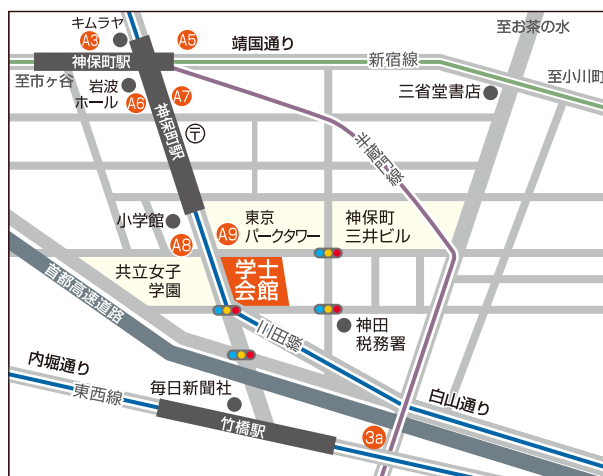 キムラヤ
A3
A5
靖国通り
至お茶の水
神保町駅
新宿線
至市ヶ谷
至小川町
岩波
ホール
A6
A7
三省堂書店
神保町駅
〒
半蔵門線
小学館
A8
A9
東京
パークタワー
神保町
三井ビル
共立女子
学園
学士
会館
首都高速道路
三田線
神田
税務署
内堀通り
東西線
毎日新聞社
竹橋駅
白山通り
3a